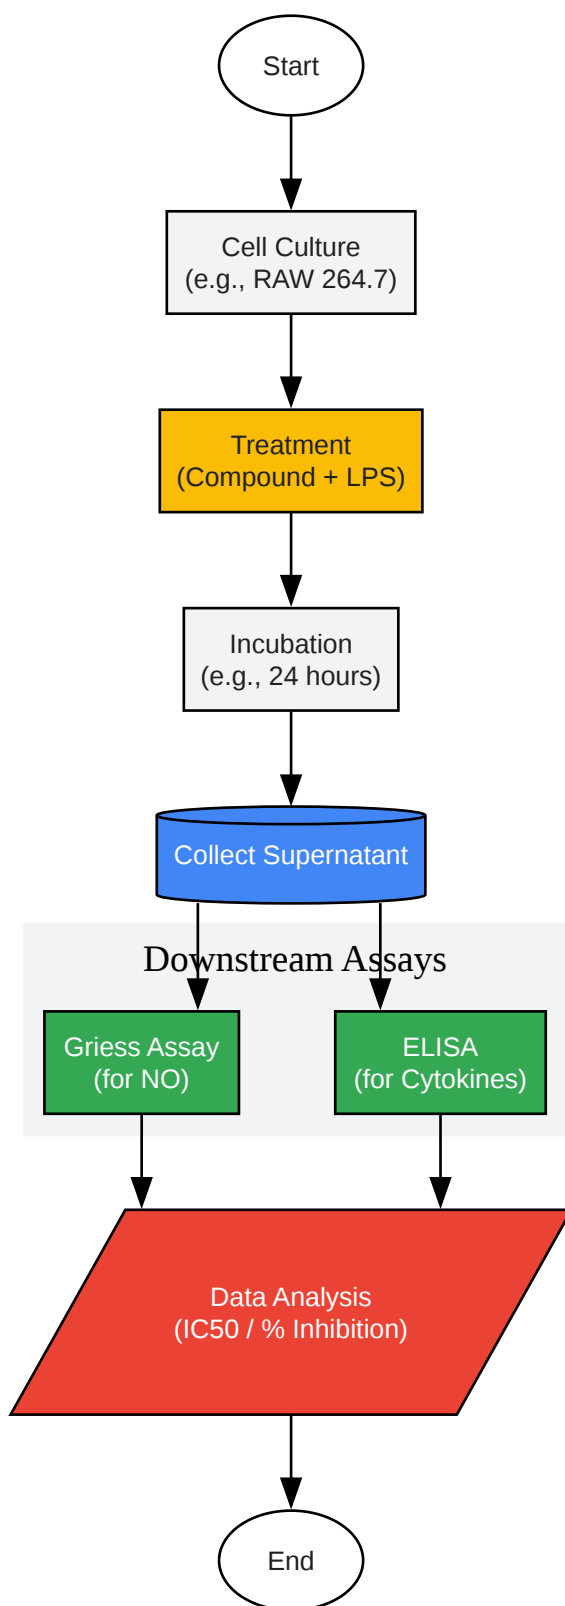 Start
Cell Culture
(e.g., RAW 264.7)
Treatment
(Compound + LPS)
Incubation
(e.g., 24 hours)
Collect Supernatant
Downstream Assays
Griess Assay
(for NO)
ELISA
(for Cytokines)
Data Analysis
(IC50 / % Inhibition)
End